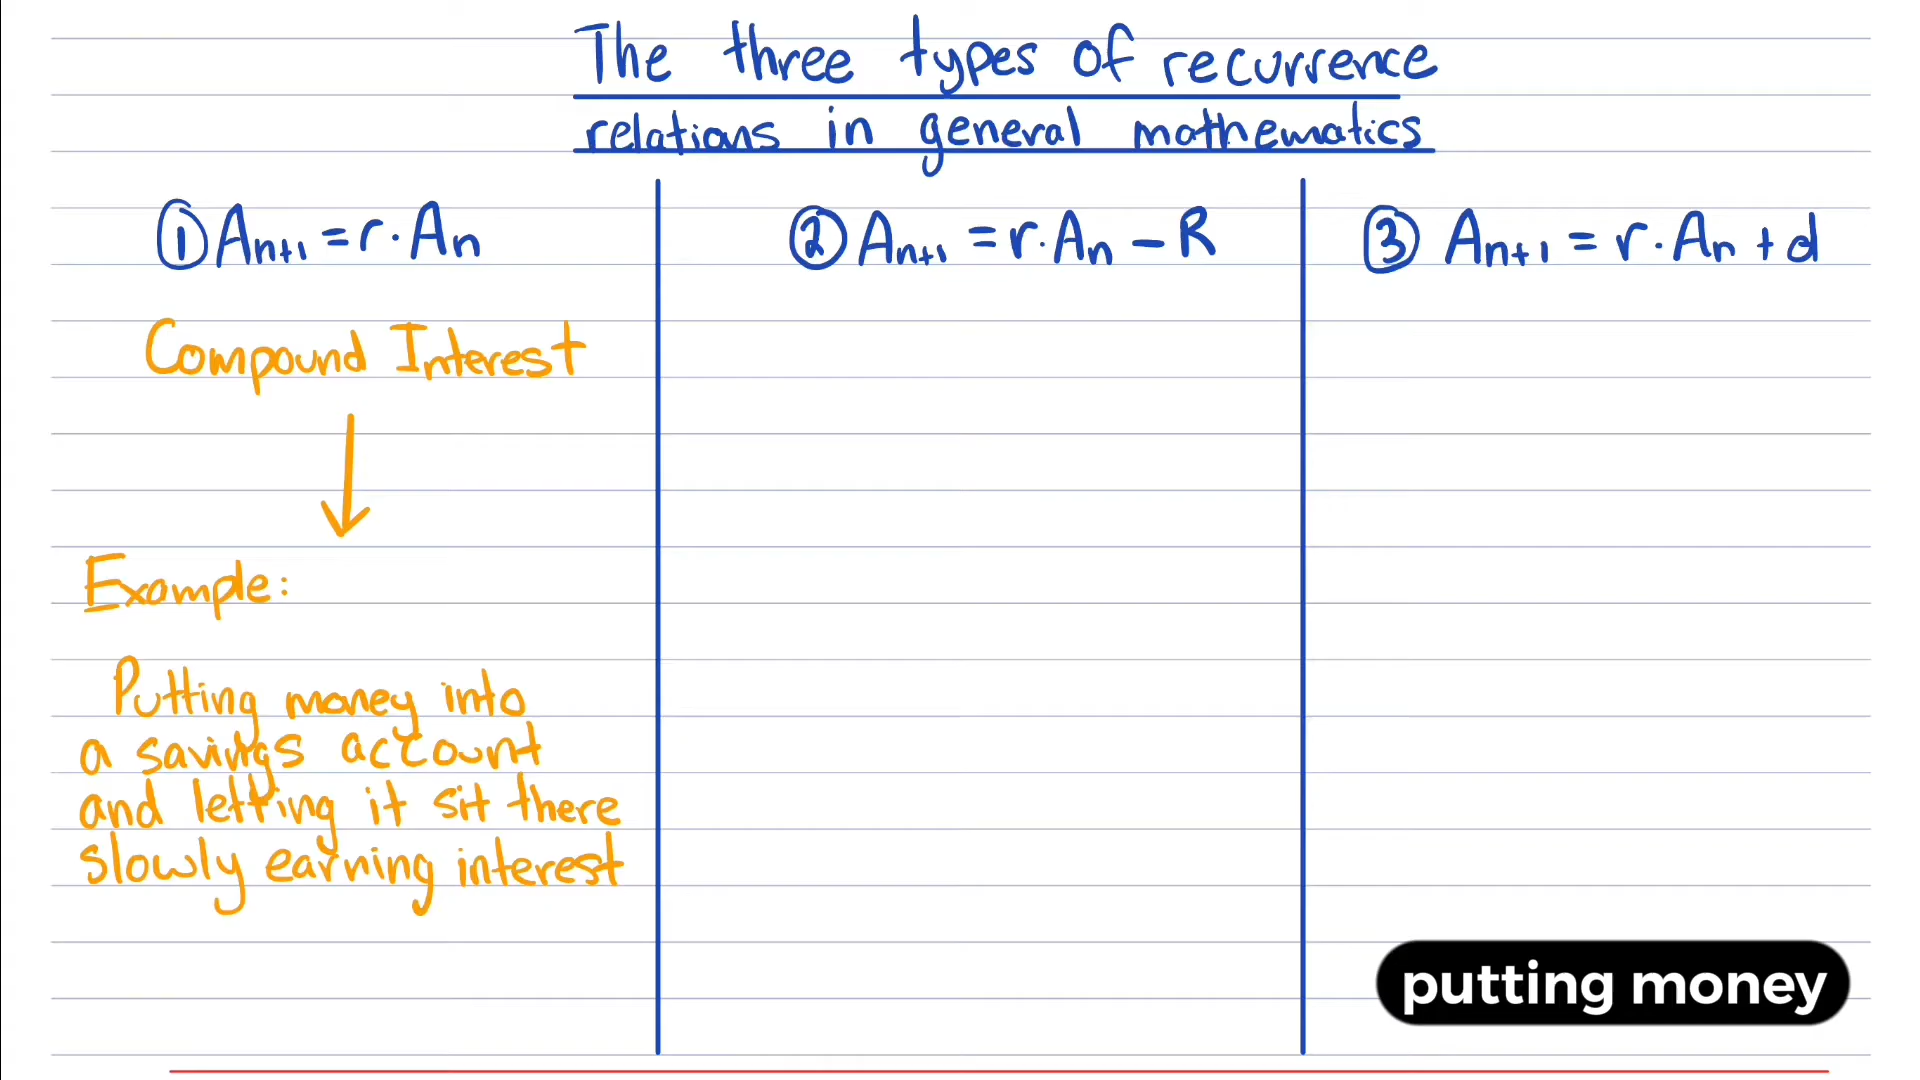 The three types of recurrence
relations in general mathematics
① Aₙ₊₁ = r · Aₙ
Compound Interest
Example:
Putting money into
a savings account
and letting it sit there
slowly earning interest
② Aₙ₊₁ = r · Aₙ − R
③ Aₙ₊₁ = r · Aₙ + d
putting money